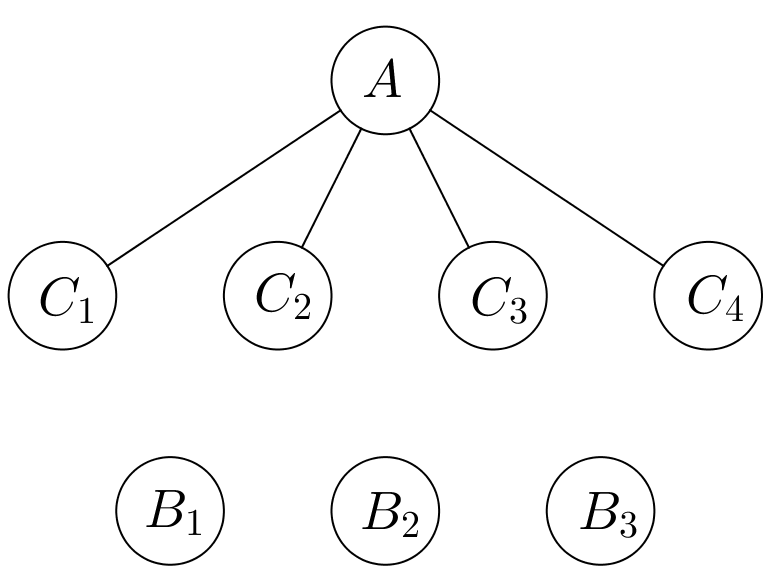 A
C₁ C₂ C₃ C₄
B₁ B₂ B₃